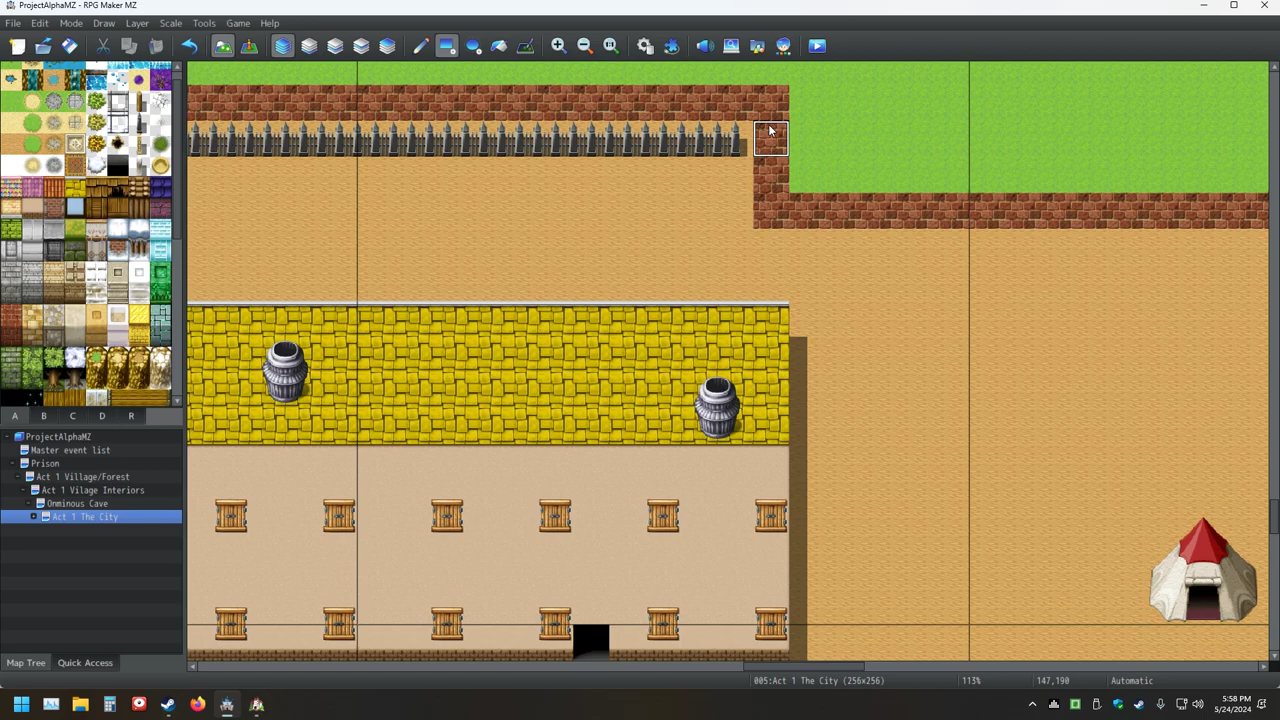 ProjectAlphaMZ - RPG Maker MZ
File Edit Mode Draw Layer Scale Tools Game Help
A B C D R
ProjectAlphaMZ
Master event list
Prison
Act 1 Village/Forest
Act 1 Vilage Interiors
Onminous Cave
Act 1 The City
Map Tree Quick Access
005:Act 1 The City (256x256) 113% 147,190 Automatic
5:58 PM
5/24/2024